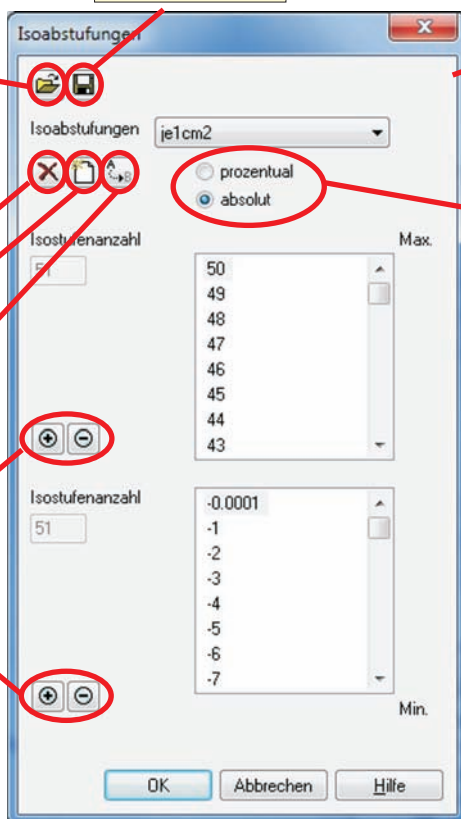 Isoabstufungen
Isoabstufungen je1cm2
A B
prozentual
absolut
Isostufenanzahl Max.
51
50
49
48
47
46
45
44
43
Isostufenanzahl
51
-0.0001
-1
-2
-3
-4
-5
-6
-7
Min.
OK Abbrechen Hilfe